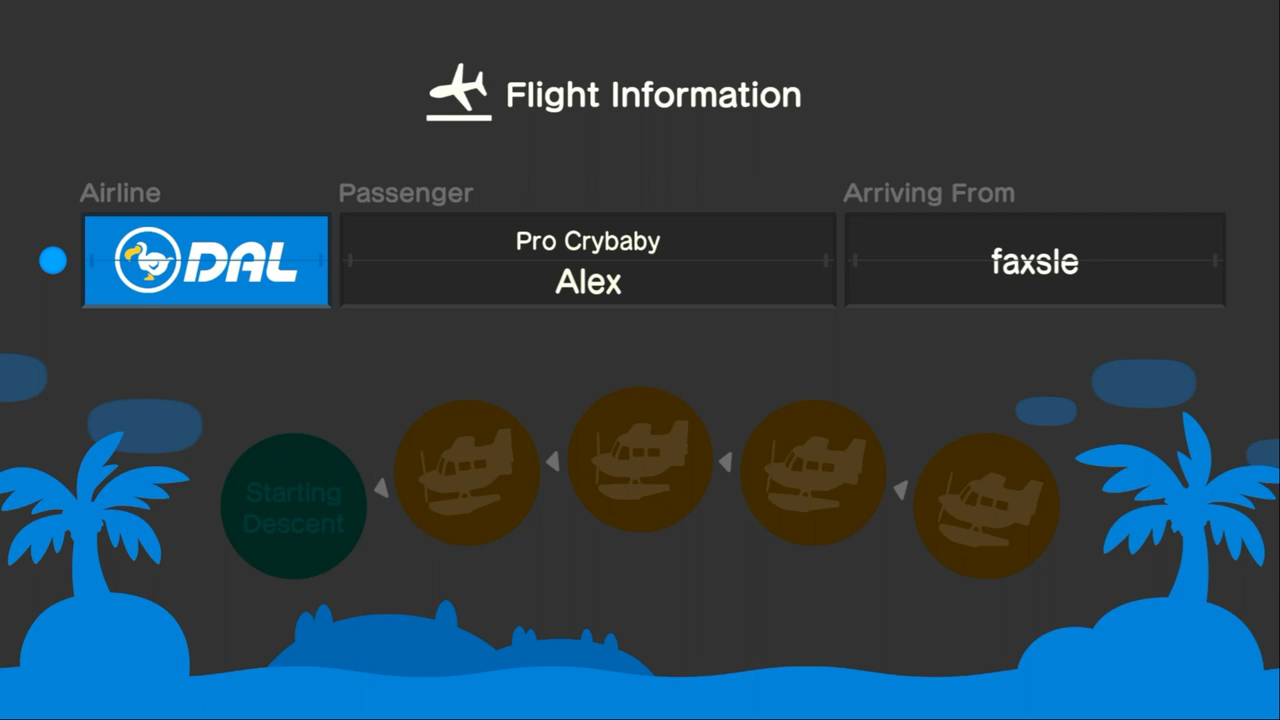 Flight Information
Airline
Passenger
Arriving From
DAL
Pro Crybaby
Alex
faxsle
Starting
Descent